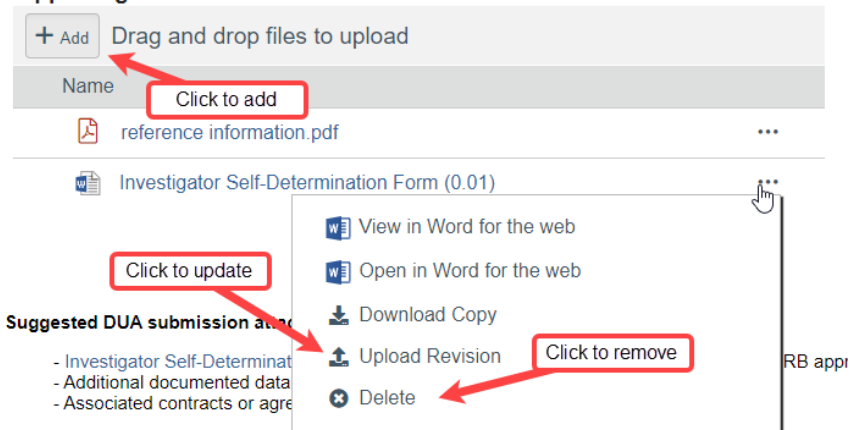 + Add Drag and drop files to upload
Name
Click to add
reference information.pdf
Investigator Self-Determination Form (0.01)
View in Word for the web
Open in Word for the web
Click to update
Download Copy
Suggested DUA submission
Upload Revision
Click to remove
- Investigator Self-Determinat
RB appr
- Additional documented data
Delete
- Associated contracts or agre